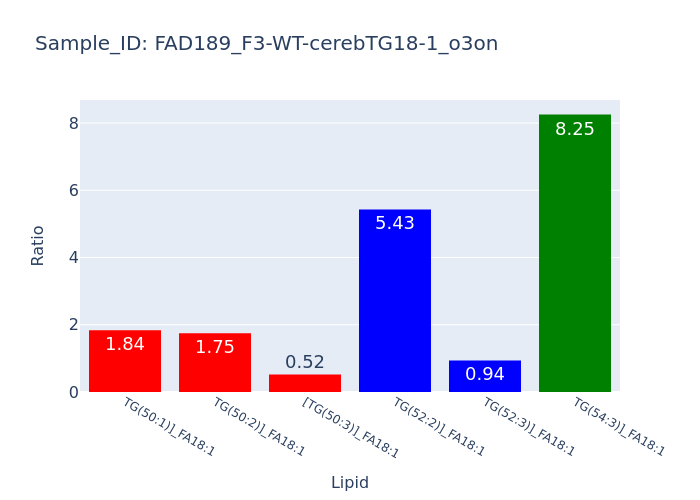 Sample_ID: FAD189_F3-WT-cerebTG18-1_o3on
Ratio
8
6
4
2
0
1.84
1.75
0.52
5.43
0.94
8.25
TG(50:1)]_FA18:1
TG(50:2)]_FA18:1
[TG(50:3)]_FA18:1
TG(52:2)]_FA18:1
TG(52:3)]_FA18:1
TG(54:3)]_FA18:1
Lipid